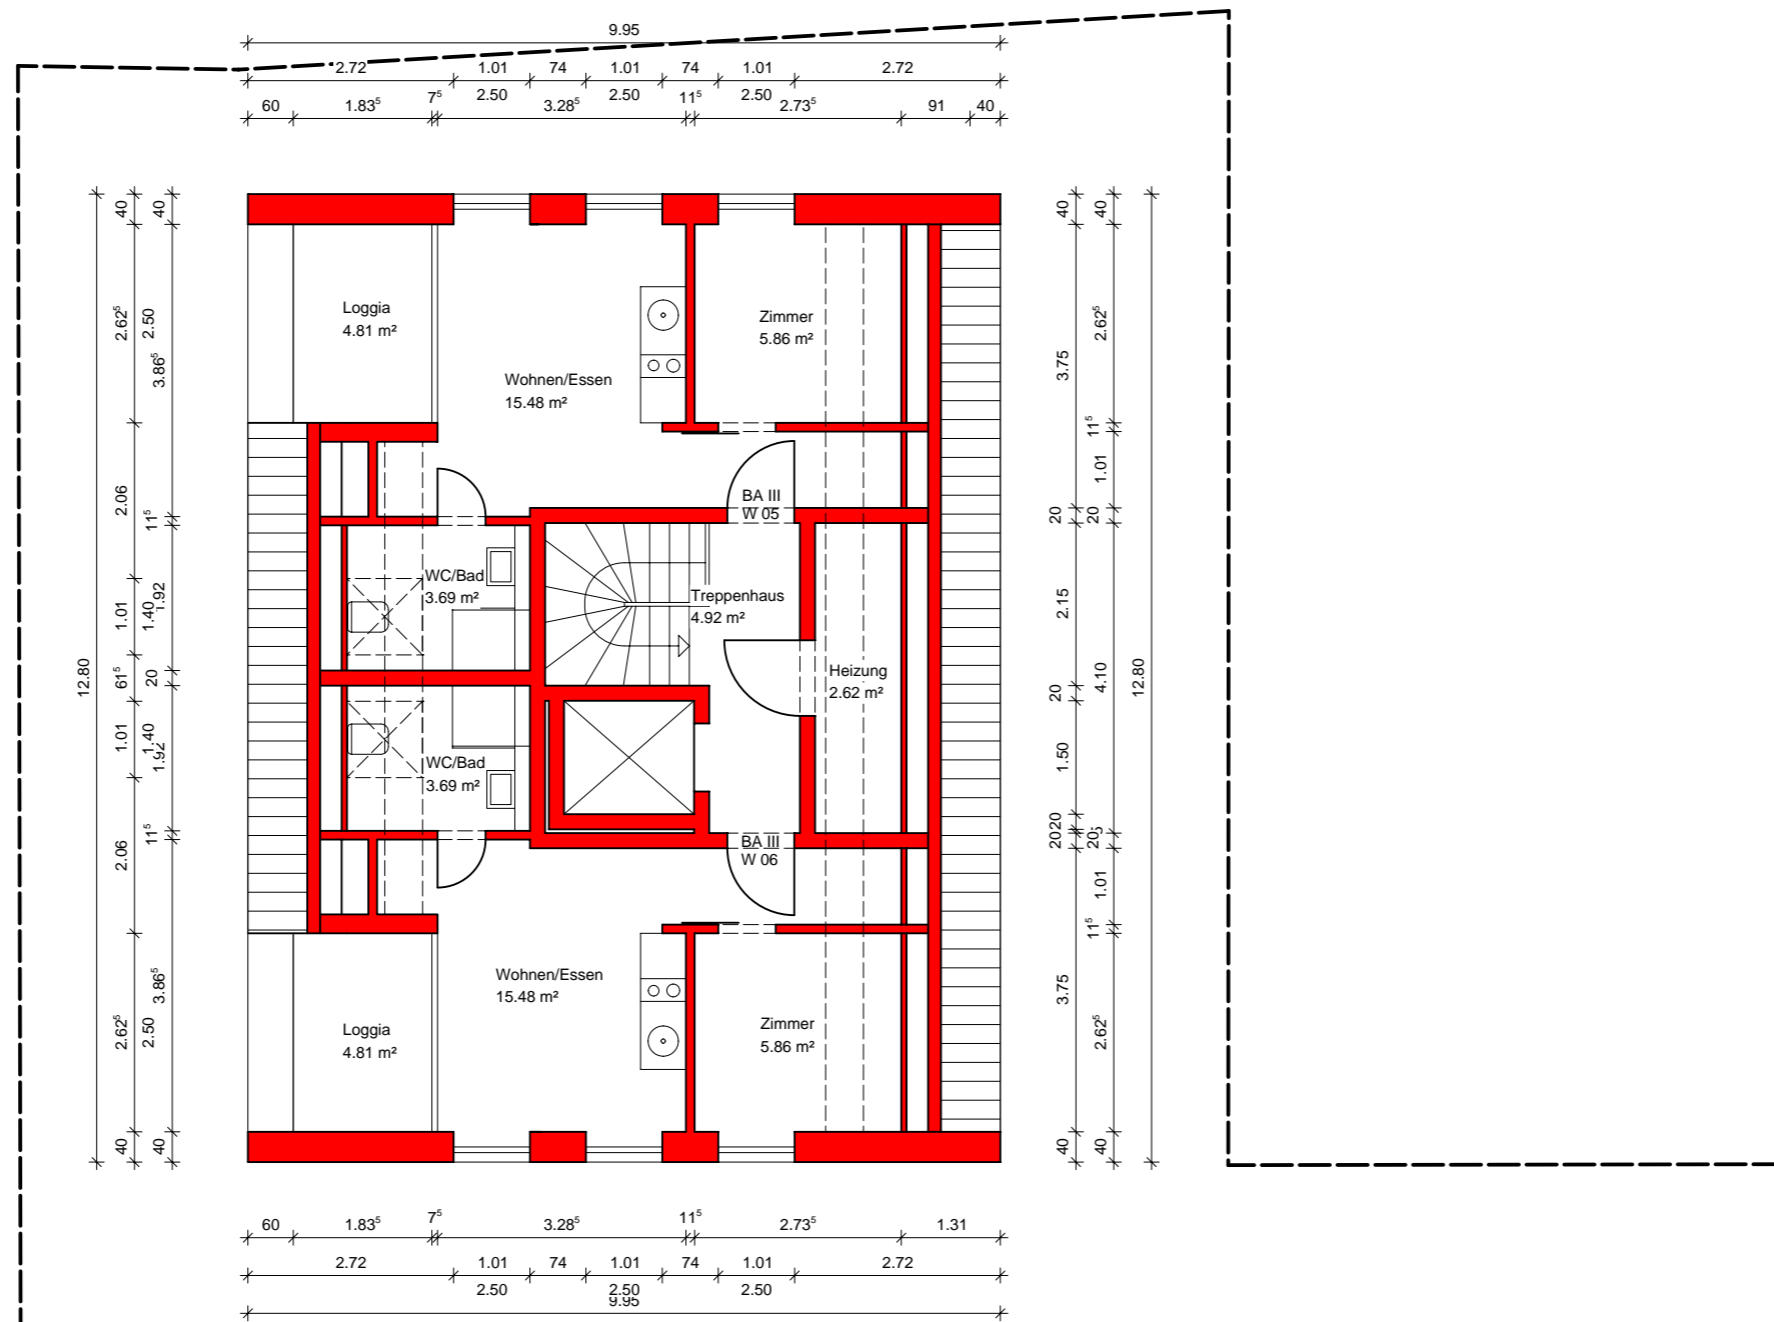 9.95
2.72 1.01 74 1.01 74 1.01 2.72
2.50 2.50 2.50
60 1.83⁵ 7⁵ 3.28⁵ 11⁵ 2.73⁵ 91 40
40 40 40 40
Loggia
4.81 m²
Zimmer
5.86 m²
2.62⁵ 2.50 3.86⁵
3.75 2.62⁵
Wohnen/Essen
15.48 m²
11⁵ 1.01
2.06 11⁵
BA III
W 05
20 20
WC/Bad
3.69 m²
Treppenhaus
4.92 m²
1.01 1.40 1.92
2.15
12.80
61⁵ 20
Heizung
2.62 m²
20 4.10 12.80
1.01 1.40 1.92
WC/Bad
3.69 m²
1.50
2.06 11⁵
BA III
W 06
20 20 20 5
1.01
11⁵
Wohnen/Essen
15.48 m²
2.62⁵ 2.50 3.86⁵
3.75 2.62⁵
Loggia
4.81 m²
Zimmer
5.86 m²
40 40 40 40
60 1.83⁵ 7⁵ 3.28⁵ 11⁵ 2.73⁵ 1.31
2.72 1.01 74 1.01 74 1.01 2.72
2.50 2.50 2.50
9.95